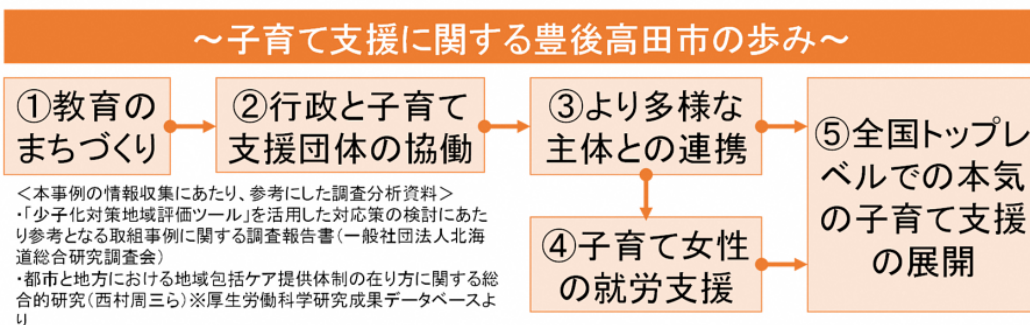 ～子育て支援に関する豊後高田市の歩み～
①教育の
まちづくり
②行政と子育て
支援団体の協働
③より多様な
主体との連携
④子育て女性
の就労支援
⑤全国トップレ
ベルでの本気
の子育て支援
の展開
＜本事例の情報収集にあたり、参考にした調査分析資料＞
・「少子化対策地域評価ツール」を活用した対応策の検討にあた
り参考となる取組事例に関する調査報告書（一般社団法人北海
道総合研究調査会）
・都市と地方における地域包括ケア提供体制の在り方に関する総
合的研究（西村周三ら）※厚生労働科学研究成果データベースよ
り